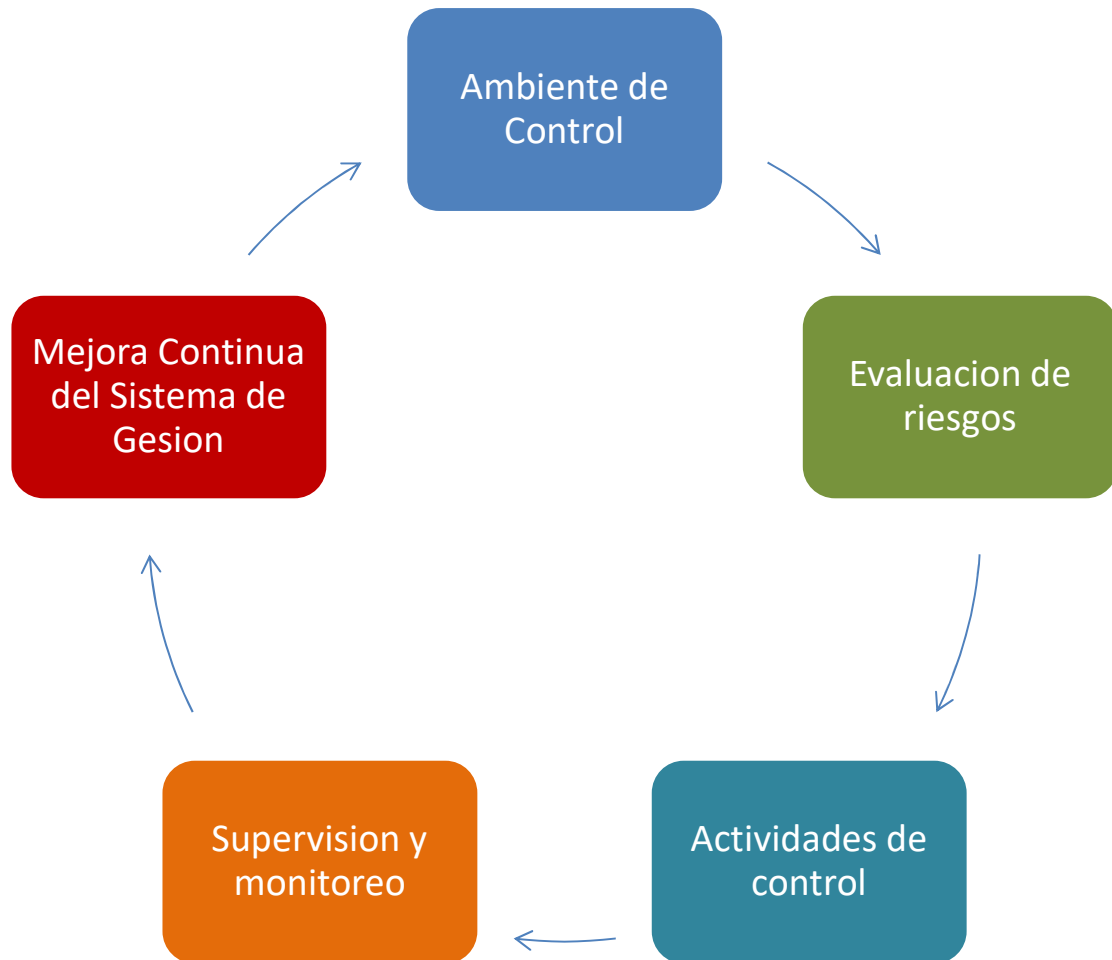 Ambiente de
Control
Evaluacion de
riesgos
Actividades de
control
Supervision y
monitoreo
Mejora Continua
del Sistema de
Gesion